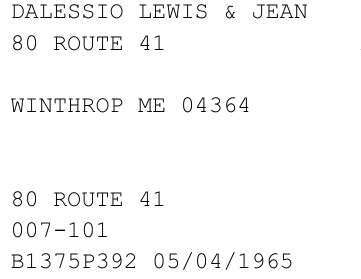 DALESSIO LEWIS & JEAN
80 ROUTE 41
WINTHROP ME 04364
80 ROUTE 41
007-101
B1375P392 05/04/1965